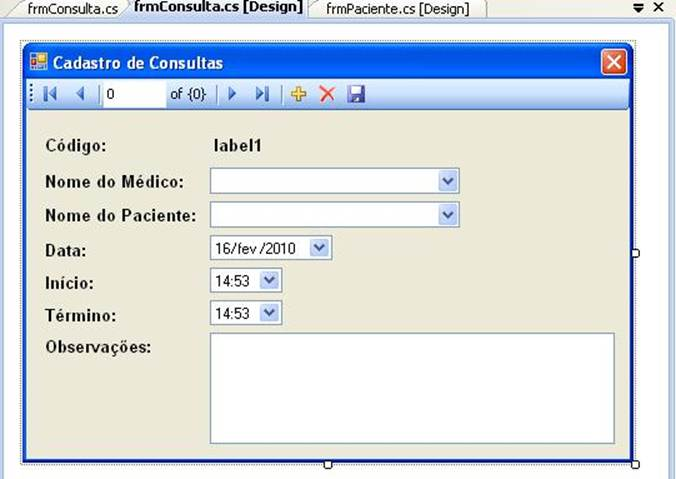 frmConsulta.cs frmConsulta.cs [Design] frmPaciente.cs [Design]
Cadastro de Consultas
0 of {0}
Código: label1
Nome do Médico:
Nome do Paciente:
Data: 16/fev/2010
Início: 14:53
Término: 14:53
Observações: